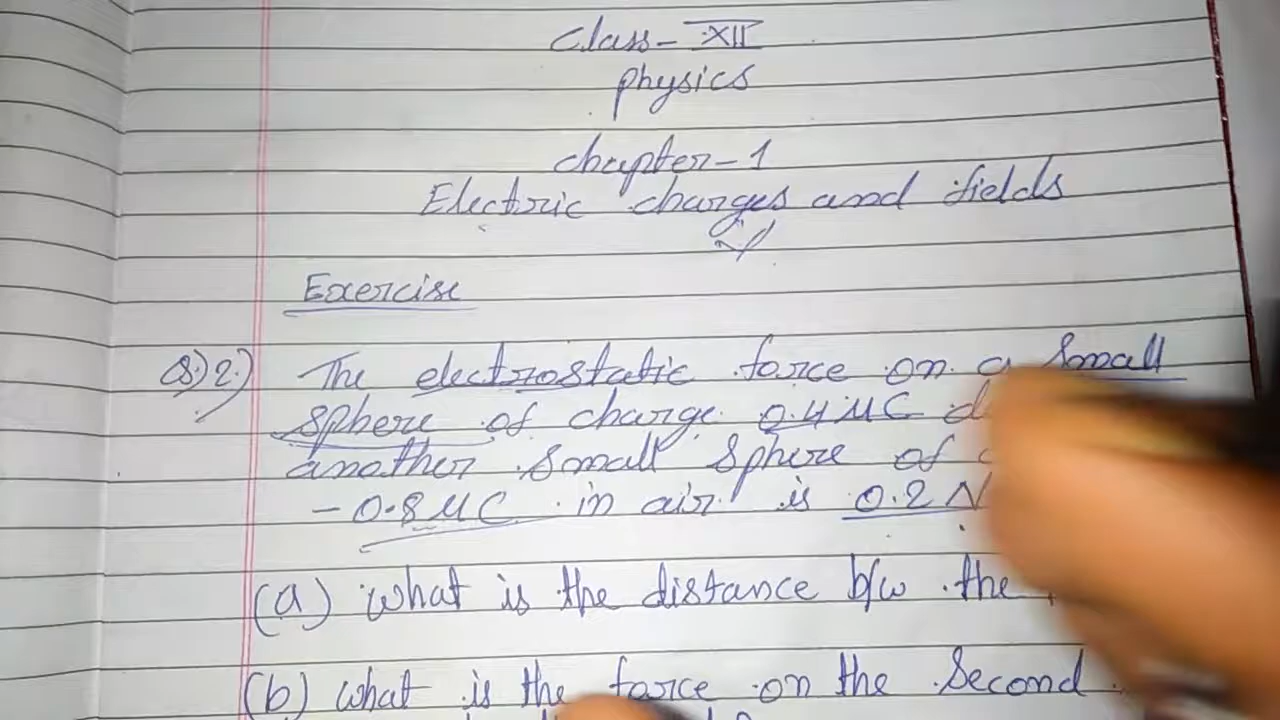 Class - XII
physics
chapter-1
Electric charges and fields
Exercise
Q.)2.) The electrostatic force on a small
sphere of charge 0.4 μC
another small sphere of
-0.8 μC in air is 0.2 N
(a) what is the distance b/w the
(b) what is the force on the second